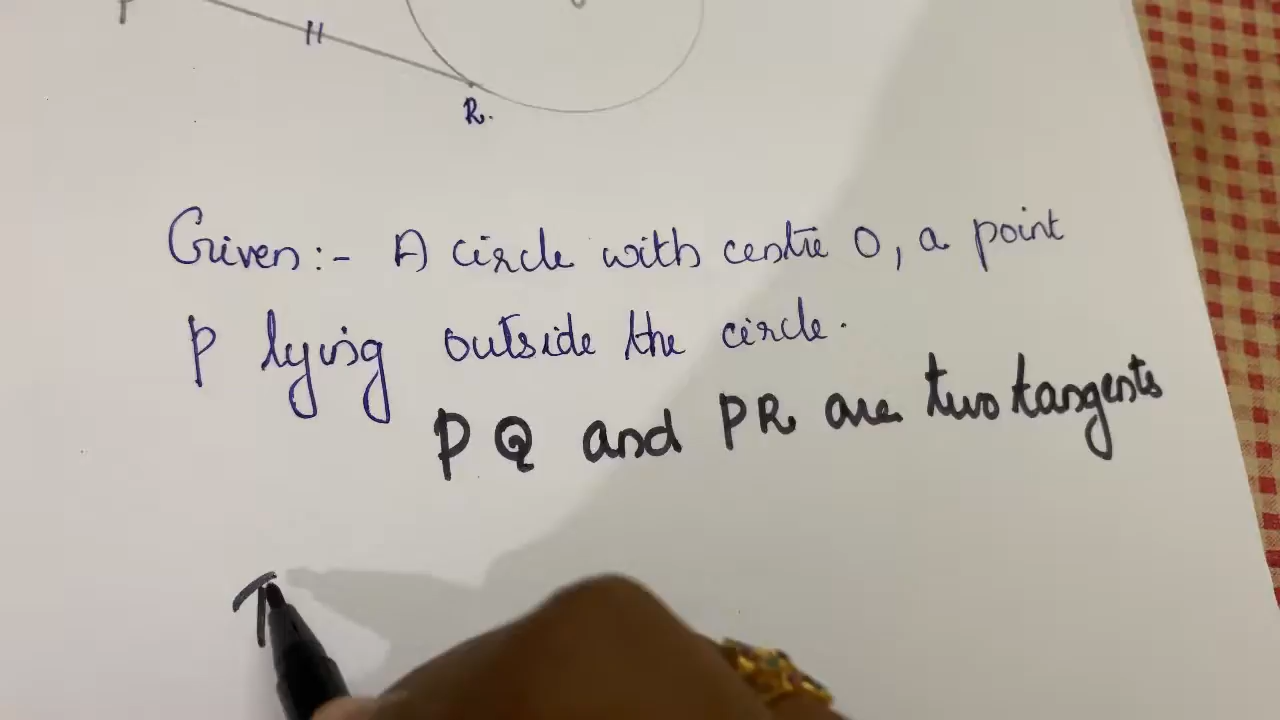 R.
Given:- A circle with centre O, a point
P lying outside the circle.
PQ and PR are two tangents
T